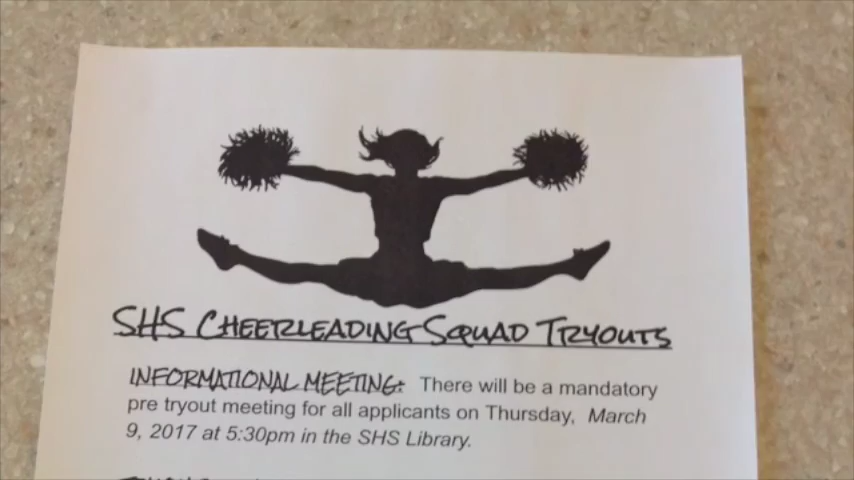 SHS CHEERLEADING SQUAD TRYOUTS
INFORMATIONAL MEETING: There will be a mandatory
pre tryout meeting for all applicants on Thursday, March
9, 2017 at 5:30pm in the SHS Library.